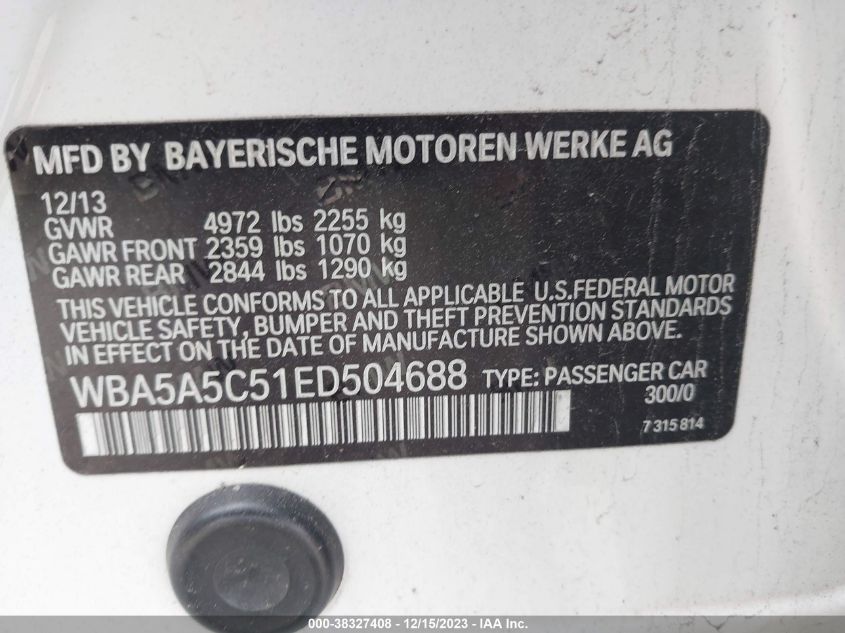 MFD BY BAYERISCHE MOTOREN WERKE AG
12/13
GVWR 4972 lbs 2255 kg
GAWR FRONT 2359 lbs 1070 kg
GAWR REAR 2844 lbs 1290 kg
THIS VEHICLE CONFORMS TO ALL APPLICABLE U.S.FEDERAL MOTOR
VEHICLE SAFETY, BUMPER AND THEFT PREVENTION STANDARDS
IN EFFECT ON THE DATE OF MANUFACTURE SHOWN ABOVE.
WBA5A5C51ED504688 TYPE: PASSENGER CAR
300/0
7 315 814
000-38327408 - 12/15/2023 - IAA Inc.